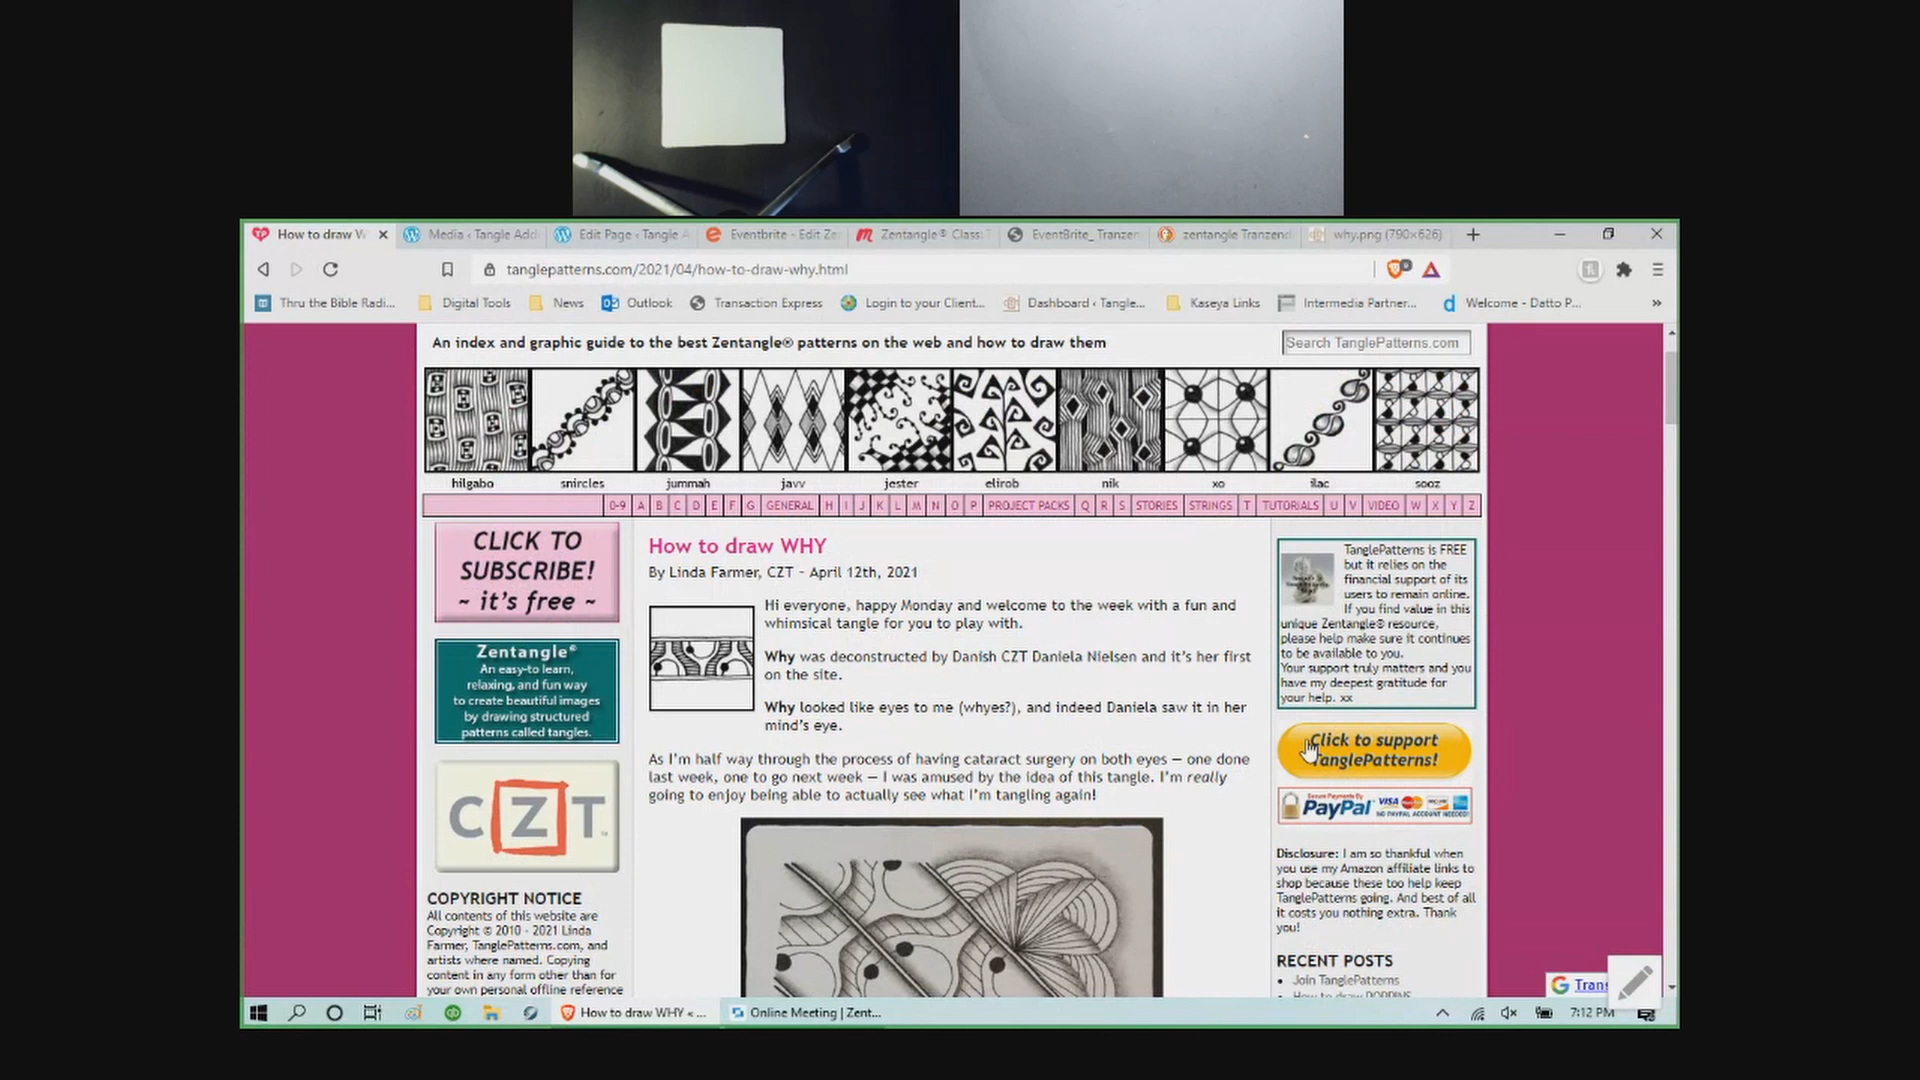 How to draw W
Media ‹ Tangle Add
Edit Page ‹ Tangle A
Eventbrite - Edit Ze
Zentangle® Class: T
EventBrite_Tranzen
zentangle Tranzend
why.png (790×626)
tanglepatterns.com/2021/04/how-to-draw-why.html
Thru the Bible Radi...
Digital Tools
News
Outlook
Transaction Express
Login to your Client...
Dashboard ‹ Tangle...
Kaseya Links
Intermedia Partner...
Welcome - Datto P...
An index and graphic guide to the best Zentangle® patterns on the web and how to draw them
Search TanglePatterns.com
hilgabo
snircles
jummah
javv
jester
elirob
nik
xo
ilac
sooz
0-9 A B C D E F G GENERAL H I J K L M N O P PROJECT PACKS Q R S STORIES STRINGS T TUTORIALS U V VIDEO W X Y Z
CLICK TO
SUBSCRIBE!
~ it's free ~
Zentangle®
An easy-to learn,
relaxing, and fun way
to create beautiful images
by drawing structured
patterns called tangles.
CZT
COPYRIGHT NOTICE
All contents of this website are
Copyright © 2010 - 2021 Linda
Farmer, TanglePatterns.com, and
artists where named. Copying
content in any form other than for
your own personal offline reference
How to draw WHY
By Linda Farmer, CZT – April 12th, 2021
Hi everyone, happy Monday and welcome to the week with a fun and
whimsical tangle for you to play with.
Why was deconstructed by Danish CZT Daniela Nielsen and it's her first
on the site.
Why looked like eyes to me (whyes?), and indeed Daniela saw it in her
mind's eye.
As I'm half way through the process of having cataract surgery on both eyes — one done
last week, one to go next week — I was amused by the idea of this tangle. I'm really
going to enjoy being able to actually see what I'm tangling again!
TanglePatterns is FREE
but it relies on the
financial support of its
users to remain online.
If you find value in this
unique Zentangle® resource,
please help make sure it continues
to be available to you.
Your support truly matters and you
have my deepest gratitude for
your help. xx
Click to support
TanglePatterns!
Secure Payments By
PayPal
VISA
NO PAYPAL ACCOUNT NEEDED!
Disclosure: I am so thankful when
you use my Amazon affiliate links to
shop because these too help keep
TanglePatterns going. And best of all
it costs you nothing extra. Thank
you!
RECENT POSTS
Join TanglePatterns
How to draw POPPINS
Trans
How to draw WHY « ...
Online Meeting | Zent...
7:12 PM